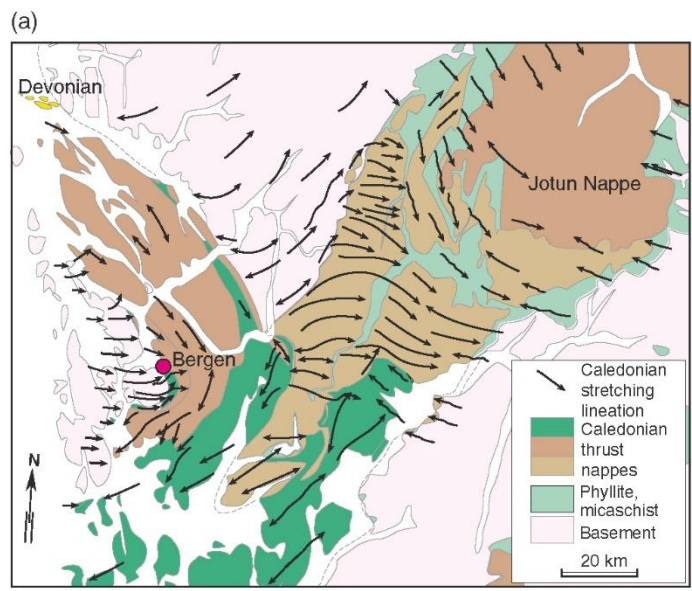 (a)
Devonian
Jotun Nappe
Bergen
N
Caledonian
stretching
lineation
Caledonian
thrust
nappes
Phyllite,
micaschist
Basement
20 km